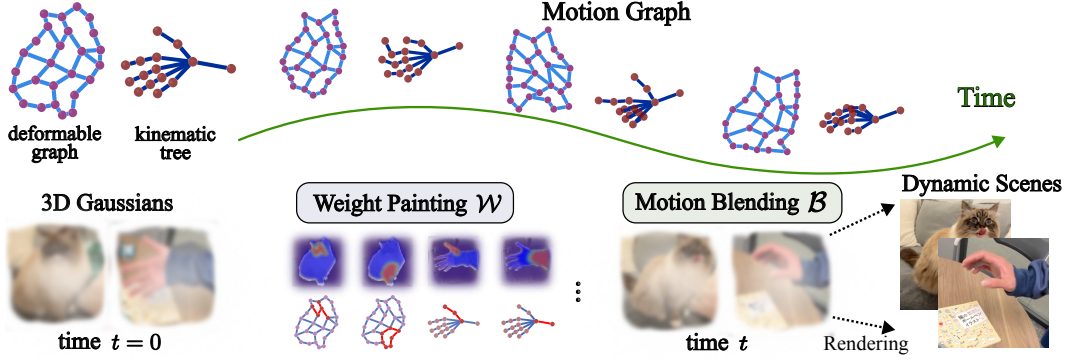 Motion Graph
Time
deformable
graph
kinematic
tree
3D Gaussians
Weight Painting 𝒲
Motion Blending ℬ
Dynamic Scenes
time t = 0
⋮
time t
Rendering